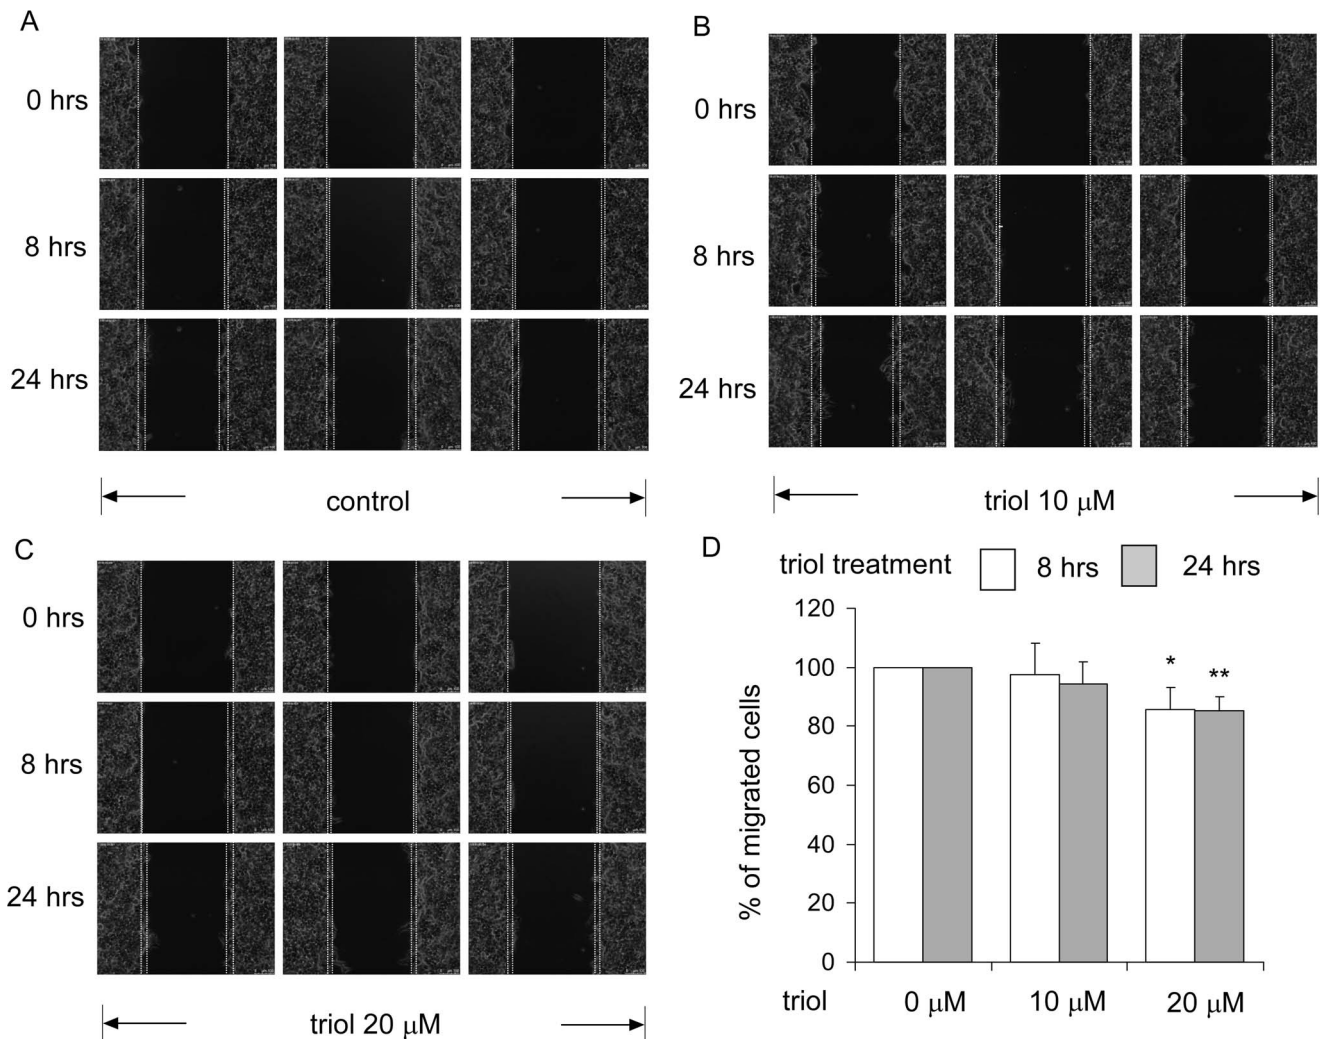 A
0 hrs
8 hrs
24 hrs
control
B
0 hrs
8 hrs
24 hrs
triol 10 μM
C
0 hrs
8 hrs
24 hrs
triol 20 μM
D
triol treatment 8 hrs 24 hrs
% of migrated cells
120
100
80
60
40
20
0
* **
triol 0 μM 10 μM 20 μM